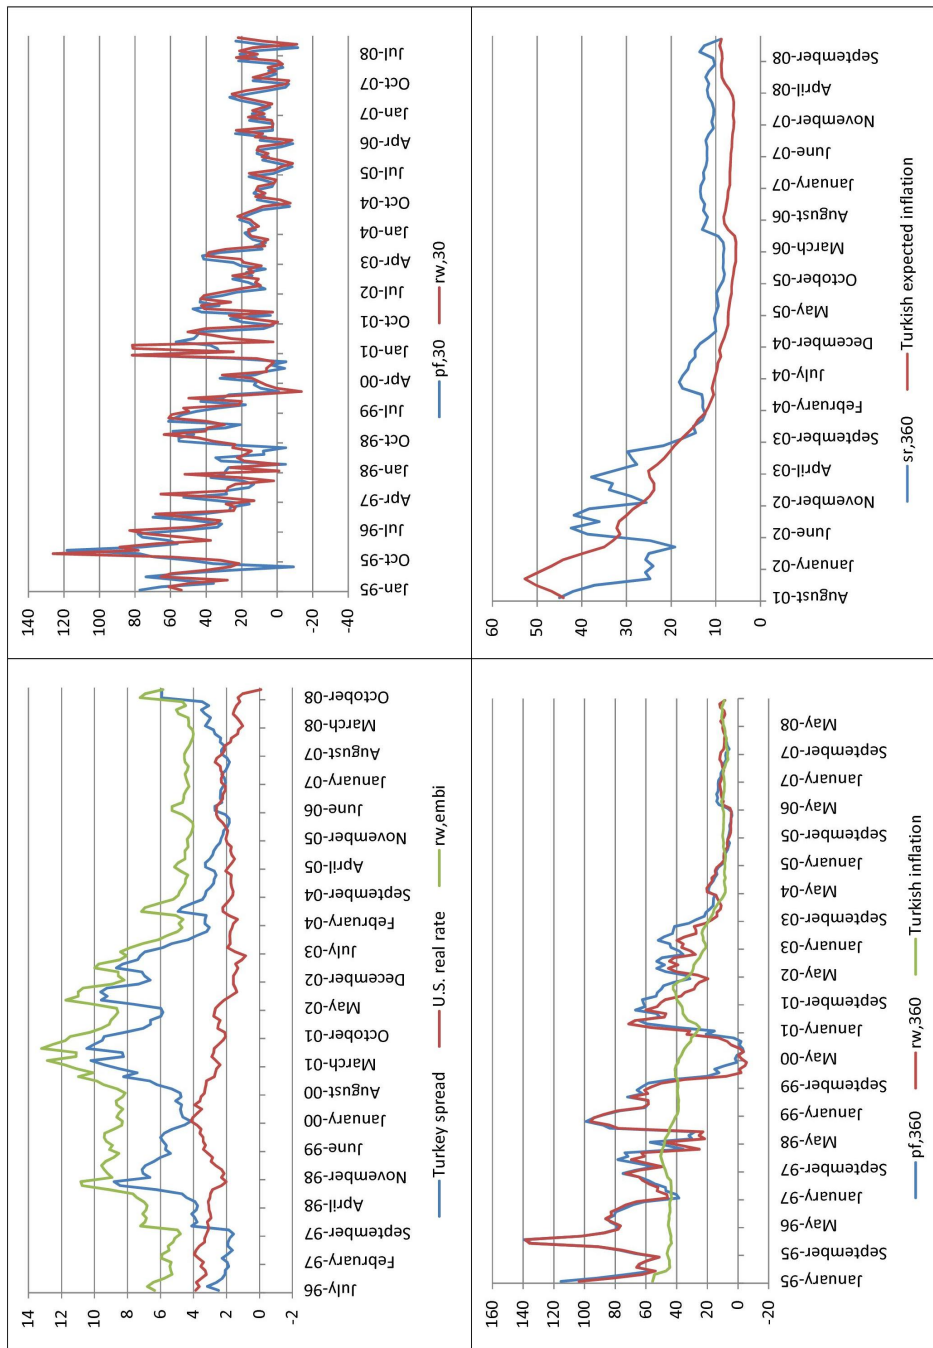 160
140
120
100
80
60
40
20
0
-20
January-95
September-95
May-96
January-97
September-97
May-98
January-99
September-99
May-00
January-01
September-01
May-02
January-03
September-03
May-04
January-05
September-05
May-06
January-07
September-07
May-08
pf,360 rw,360 Turkish inflation
14
12
10
8
6
4
2
0
-2
July-96
February-97
September-97
April-98
November-98
June-99
January-00
August-00
March-01
October-01
May-02
December-02
July-03
February-04
September-04
April-05
November-05
June-06
January-07
August-07
March-08
October-08
Turkey spread U.S. real rate rw,embi
60
50
40
30
20
10
0
August-01
January-02
June-02
November-02
April-03
September-03
February-04
July-04
December-04
May-05
October-05
March-06
August-06
January-07
June-07
November-07
April-08
September-08
sr,360 Turkish expected inflation
140
120
100
80
60
40
20
0
-20
-40
Jan-95
Oct-95
Jul-96
Apr-97
Jan-98
Oct-98
Jul-99
Apr-00
Jan-01
Oct-01
Jul-02
Apr-03
Jan-04
Oct-04
Jul-05
Apr-06
Jan-07
Oct-07
Jul-08
pf,30 rw,30